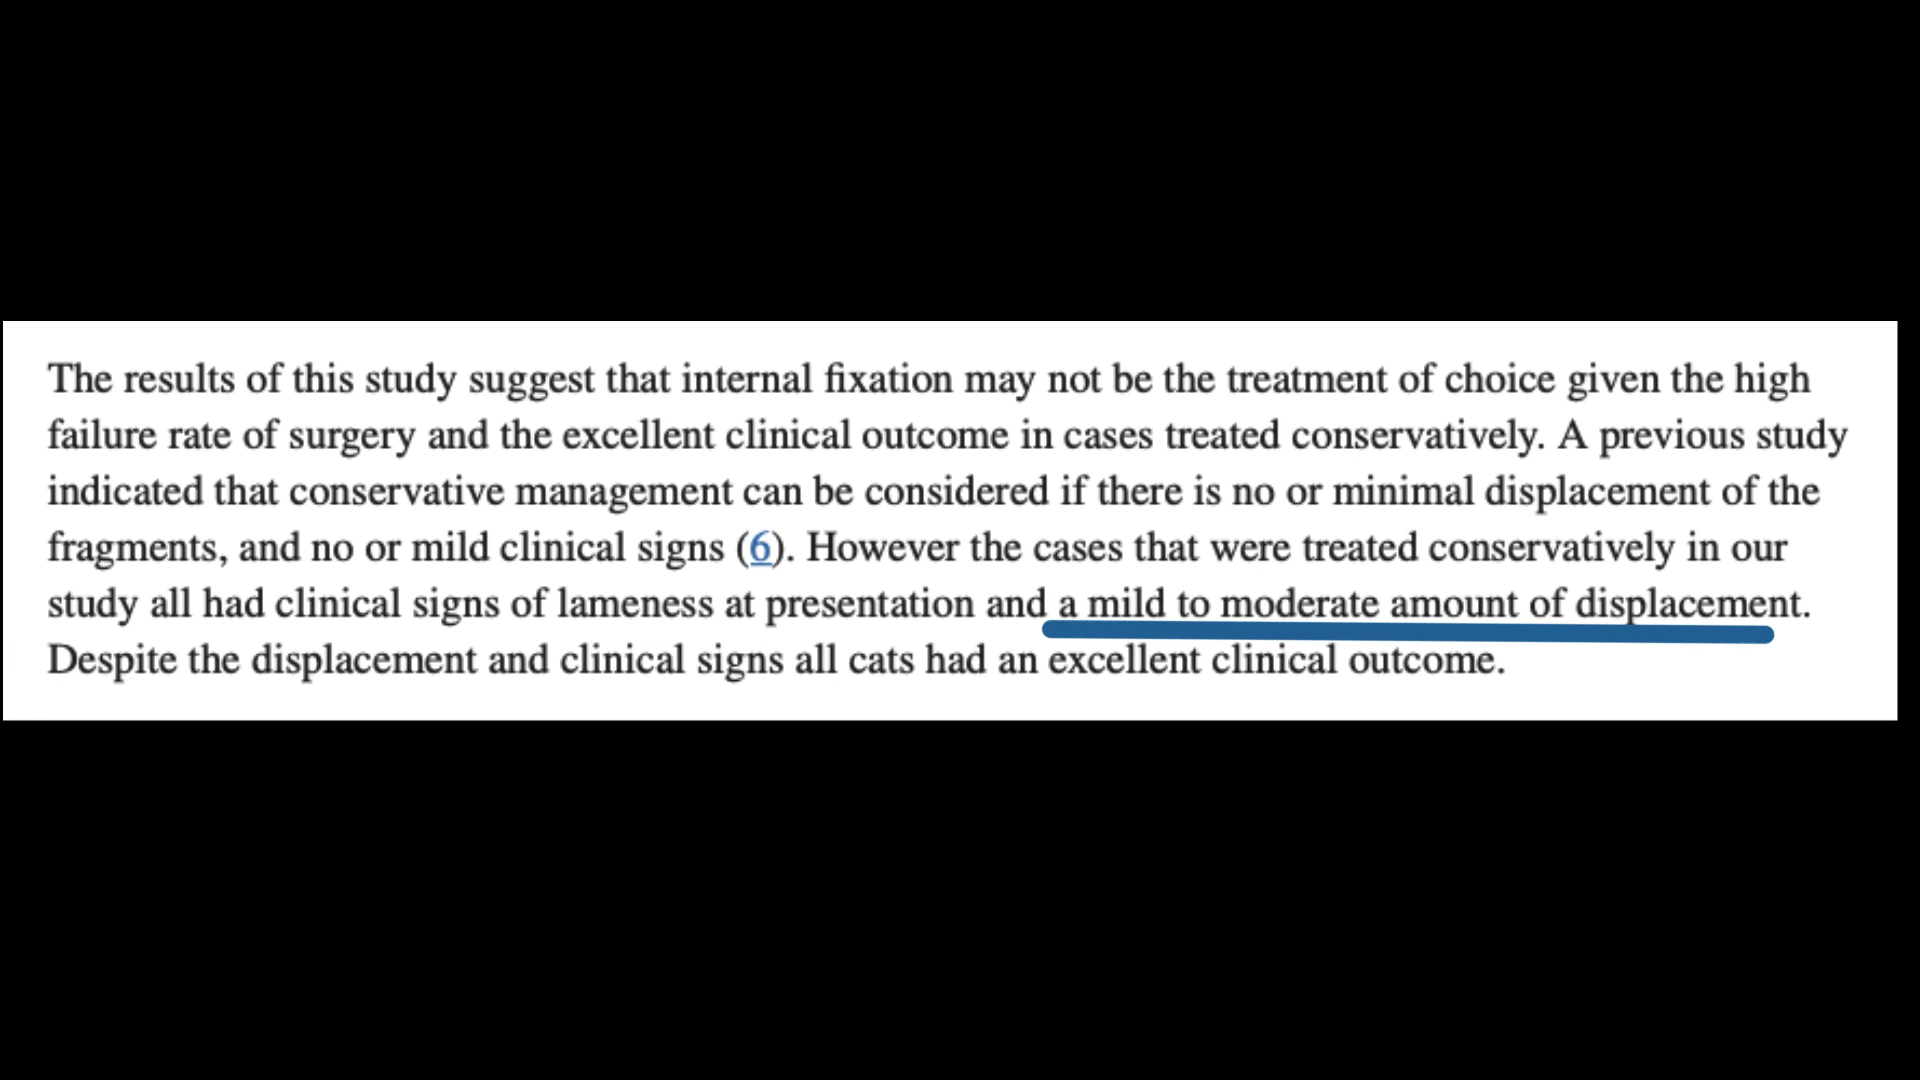 The results of this study suggest that internal fixation may not be the treatment of choice given the high
failure rate of surgery and the excellent clinical outcome in cases treated conservatively. A previous study
indicated that conservative management can be considered if there is no or minimal displacement of the
fragments, and no or mild clinical signs (6). However the cases that were treated conservatively in our
study all had clinical signs of lameness at presentation and a mild to moderate amount of displacement.
Despite the displacement and clinical signs all cats had an excellent clinical outcome.